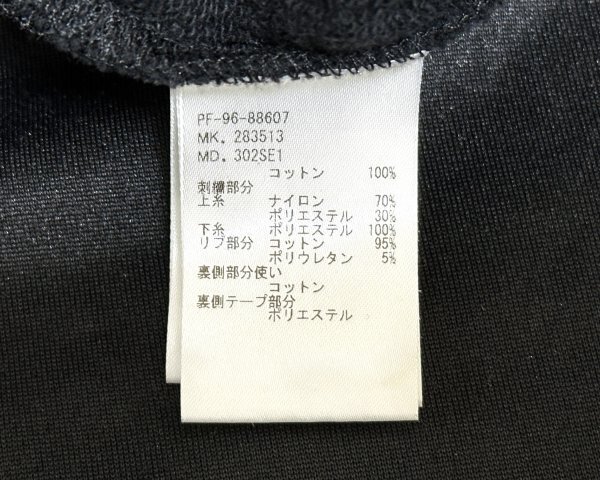 PF-96-88607
MK. 283513
MD. 302SE1
コットン 100%
刺繍部分
上糸 ナイロン 70%
ポリエステル 30%
下糸 ポリエステル 100%
リブ部分 コットン 95%
ポリウレタン 5%
裏側部分使い
コットン
裏側テープ部分
ポリエステル